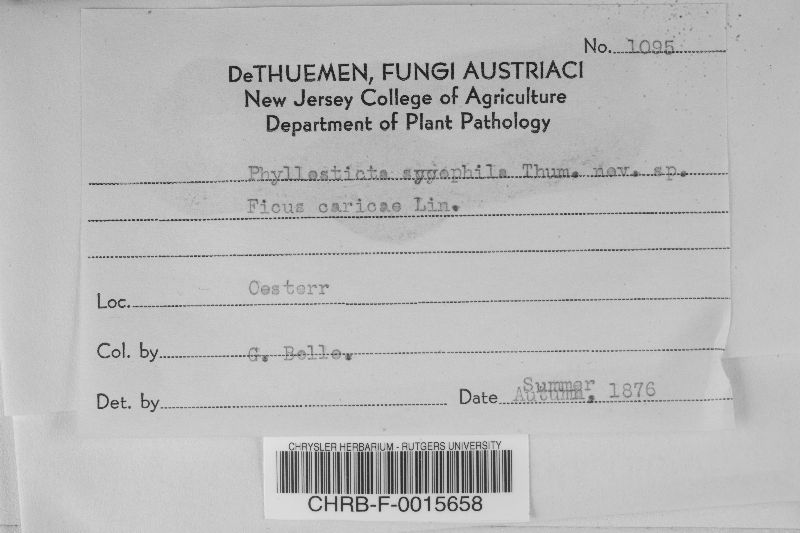 No. 1095
DeTHUEMEN, FUNGI AUSTRIACI
New Jersey College of Agriculture
Department of Plant Pathology
Phyllosticta sycophila Thum. nov. sp.
Ficus caricae Lin.
Loc. Oesterr
Col. by G. Bolle.
Det. by
Date Summer
Autumn, 1876
CHRYSLER HERBARIUM - RUTGERS UNIVERSITY
CHRB-F-0015658